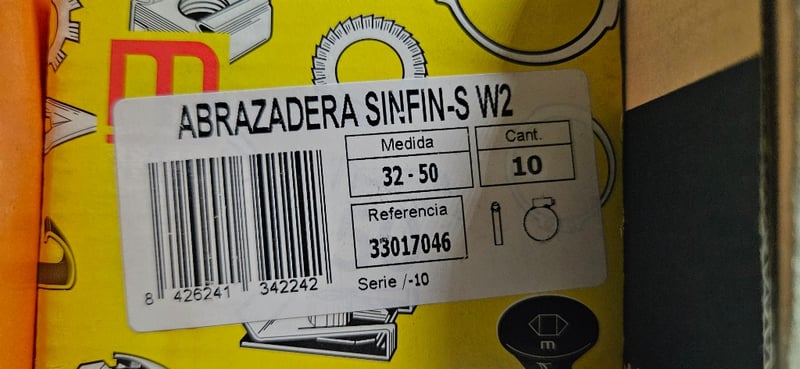 m
ABRAZADERA SINFIN-S W2
Medida
32 - 50
Cant.
10
Referencia
33017046
Serie /-10
8 426241 342242
m